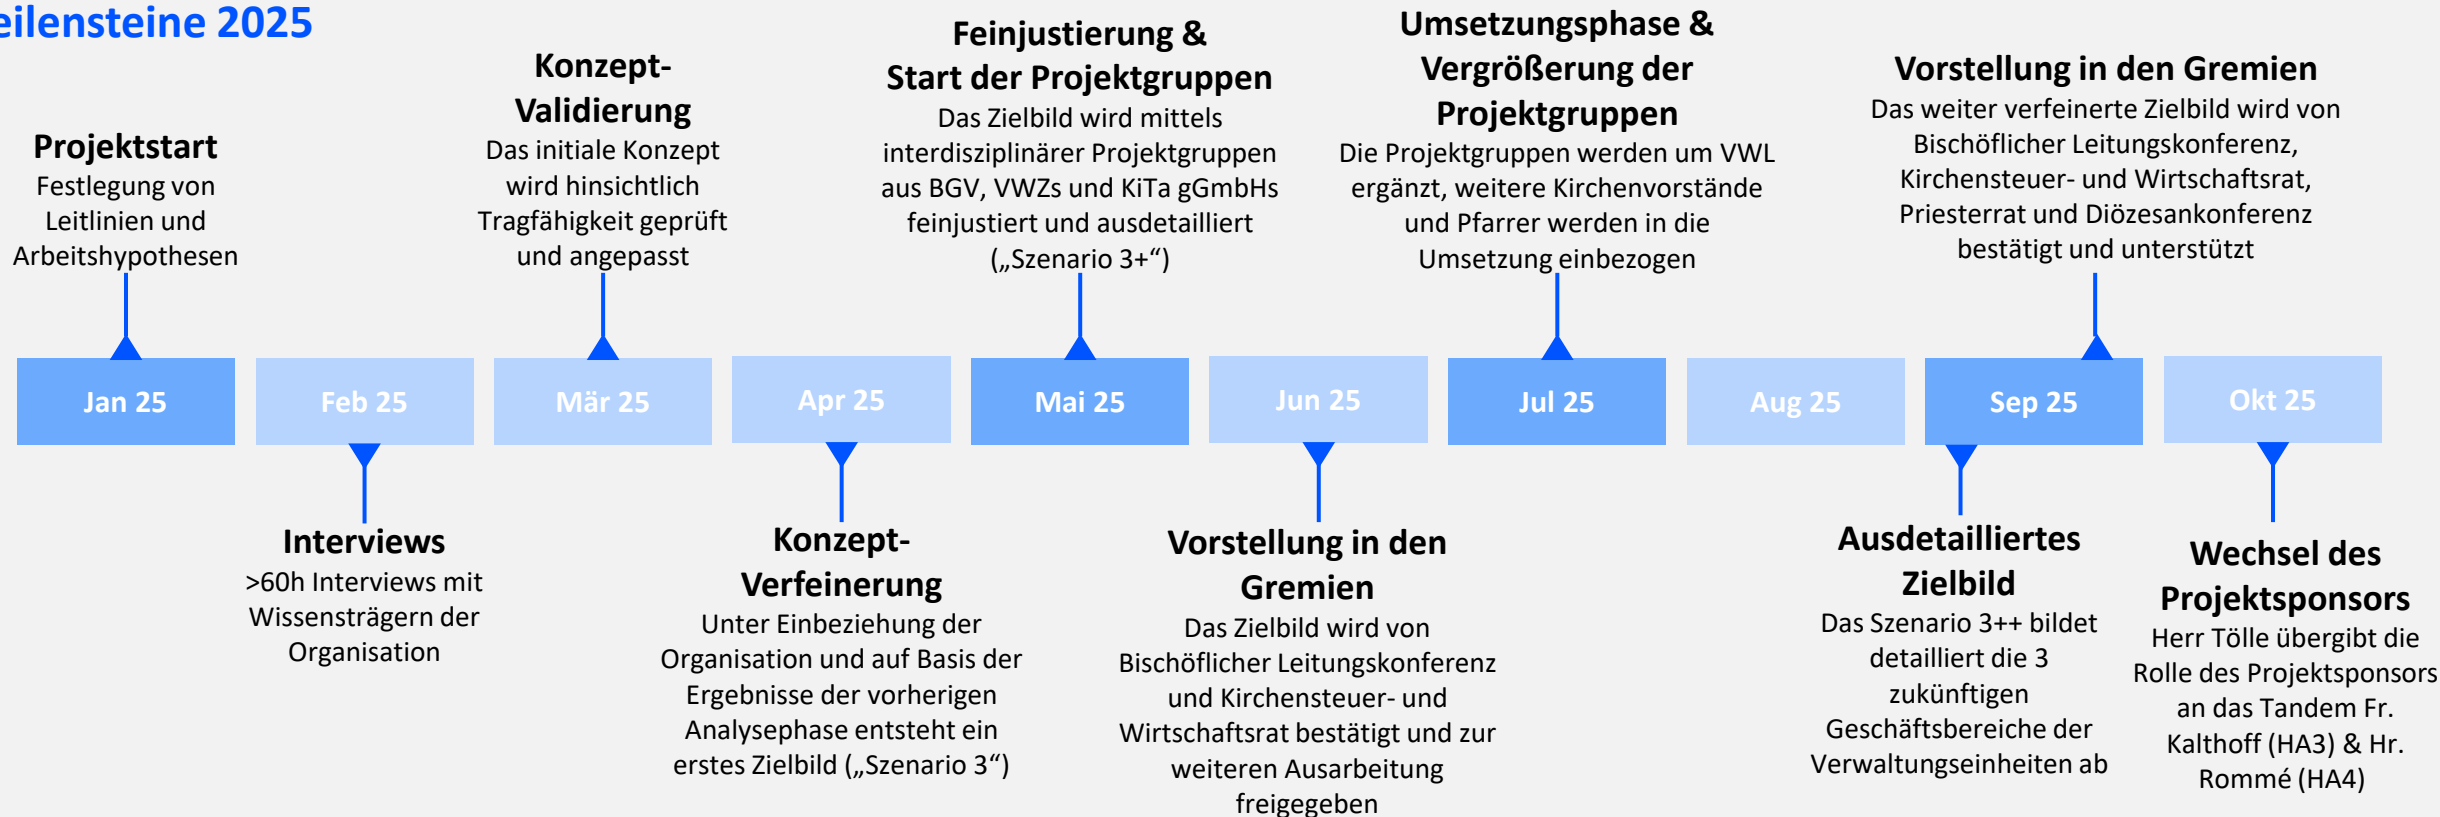 eilensteine 2025
Projektstart
Festlegung von
Leitlinien und
Arbeitshypothesen
Konzept-
Validierung
Das initiale Konzept
wird hinsichtlich
Tragfähigkeit geprüft
und angepasst
Feinjustierung &
Start der Projektgruppen
Das Zielbild wird mittels
interdisziplinärer Projektgruppen
aus BGV, VWZs und KiTa gGmbHs
feinjustiert und ausdetailliert
(„Szenario 3+“)
Umsetzungsphase &
Vergrößerung der
Projektgruppen
Die Projektgruppen werden um VWL
ergänzt, weitere Kirchenvorstände
und Pfarrer werden in die
Umsetzung einbezogen
Vorstellung in den Gremien
Das weiter verfeinerte Zielbild wird von
Bischöflicher Leitungskonferenz,
Kirchensteuer- und Wirtschaftsrat,
Priesterrat und Diözesankonferenz
bestätigt und unterstützt
Jan 25
Feb 25
Mär 25
Apr 25
Mai 25
Jun 25
Jul 25
Aug 25
Sep 25
Okt 25
Interviews
>60h Interviews mit
Wissensträgern der
Organisation
Konzept-
Verfeinerung
Unter Einbeziehung der
Organisation und auf Basis der
Ergebnisse der vorherigen
Analysephase entsteht ein
erstes Zielbild („Szenario 3“)
Vorstellung in den
Gremien
Das Zielbild wird von
Bischöflicher Leitungskonferenz
und Kirchensteuer- und
Wirtschaftsrat bestätigt und zur
weiteren Ausarbeitung
freigegeben
Ausdetailliertes
Zielbild
Das Szenario 3++ bildet
detailliert die 3
zukünftigen
Geschäftsbereiche der
Verwaltungseinheiten ab
Wechsel des
Projektsponsors
Herr Tölle übergibt die
Rolle des Projektsponsors
an das Tandem Fr.
Kalthoff (HA3) & Hr.
Rommé (HA4)